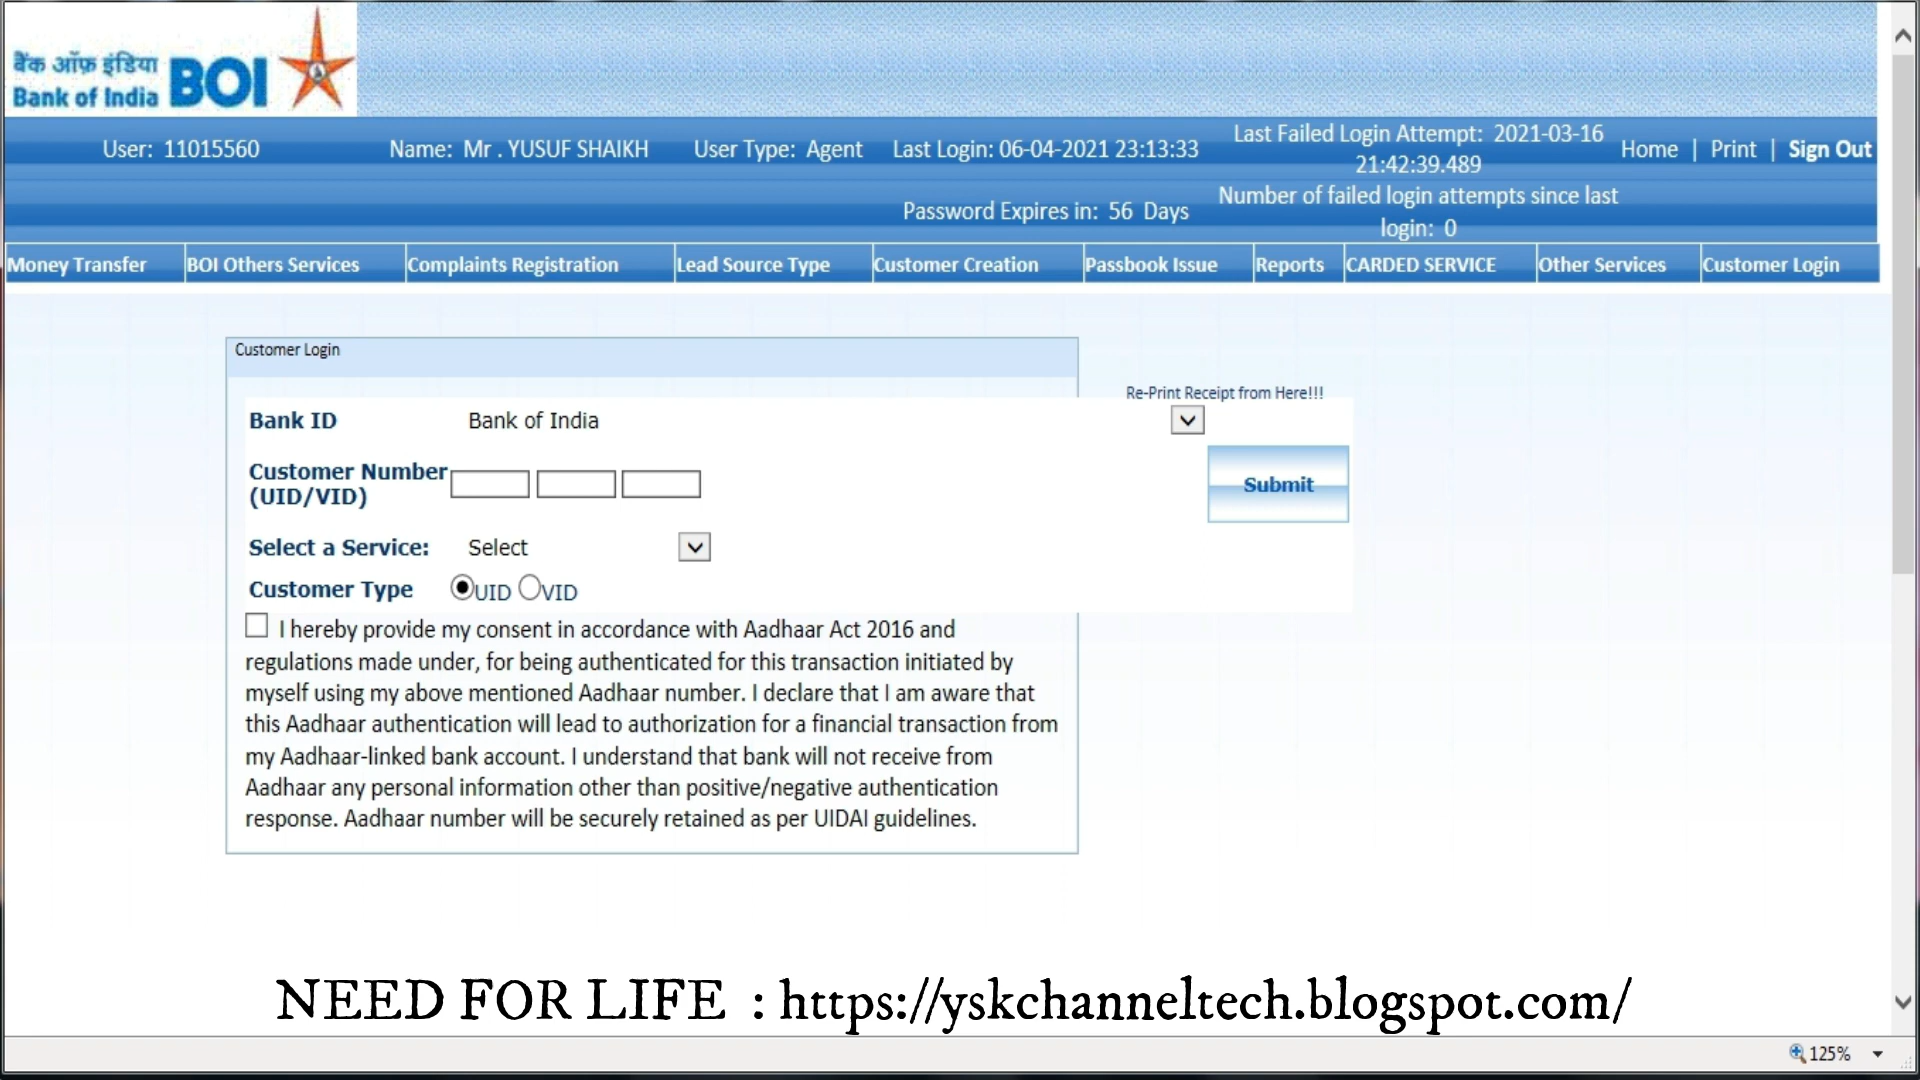 बैंक ऑफ़ इंडिया
Bank of India BOI
User: 11015560 Name: Mr . YUSUF SHAIKH User Type: Agent Last Login: 06-04-2021 23:13:33 Last Failed Login Attempt: 2021-03-16
21:42:39.489 Home | Print | Sign Out
Password Expires in: 56 Days Number of failed login attempts since last
login: 0
Money Transfer BOI Others Services Complaints Registration Lead Source Type Customer Creation Passbook Issue Reports CARDED SERVICE Other Services Customer Login
Customer Login
Re-Print Receipt from Here!!!
Bank ID Bank of India
Customer Number
(UID/VID)
Submit
Select a Service: Select
Customer Type UID VID
I hereby provide my consent in accordance with Aadhaar Act 2016 and
regulations made under, for being authenticated for this transaction initiated by
myself using my above mentioned Aadhaar number. I declare that I am aware that
this Aadhaar authentication will lead to authorization for a financial transaction from
my Aadhaar-linked bank account. I understand that bank will not receive from
Aadhaar any personal information other than positive/negative authentication
response. Aadhaar number will be securely retained as per UIDAI guidelines.
NEED FOR LIFE : https://yskchanneltech.blogspot.com/
125%